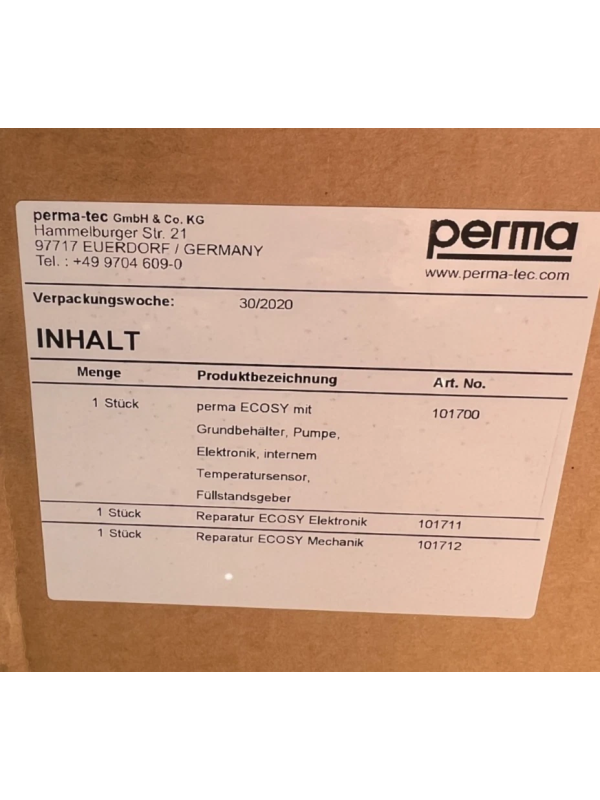 perma-tec GmbH & Co. KG
Hammelburger Str. 21
97717 EUERDORF / GERMANY
Tel. : +49 9704 609-0
perma
www.perma-tec.com
Verpackungswoche: 30/2020
INHALT
Menge Produktbezeichnung Art. No.
1 Stück perma ECOSY mit 101700
Grundbehälter, Pumpe,
Elektronik, internem
Temperatursensor,
Füllstandsgeber
1 Stück Reparatur ECOSY Elektronik 101711
1 Stück Reparatur ECOSY Mechanik 101712